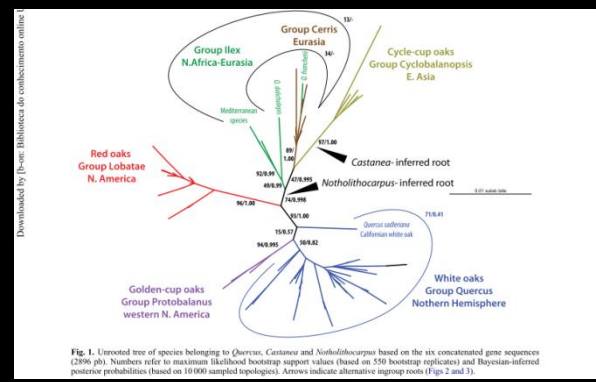 Downloaded by [b-on: Biblioteca do conhecimento online
13/-
Group Cerris
Eurasia
34/-
Group Ilex
N.Africa-Eurasia
Cycle-cup oaks
Group Cyclobalanopsis
E. Asia
Mediterranean
species
89/
1.00
97/1.00
Castanea- inferred root
92/0.99
47/0.995
49/0.99
Notholithocarpus- inferred root
Red oaks
Group Lobatae
N. America
74/0.998
96/1.00
93/1.00
Quercus sadleriana
Californian white oak
71/0.41
15/0.57
50/0.82
94/0.995
White oaks
Group Quercus
Nothern Hemisphere
Golden-cup oaks
Group Protobalanus
western N. America
Fig. 1. Unrooted tree of species belonging to Quercus, Castanea and Notholithocarpus based on the six concatenated gene sequences
(2896 pb). Numbers refer to maximum likelihood bootstrap support values (based on 550 bootstrap replicates) and Bayesian-inferred
posterior probabilities (based on 10 000 sampled topologies). Arrows indicate alternative ingroup roots (Figs 2 and 3).